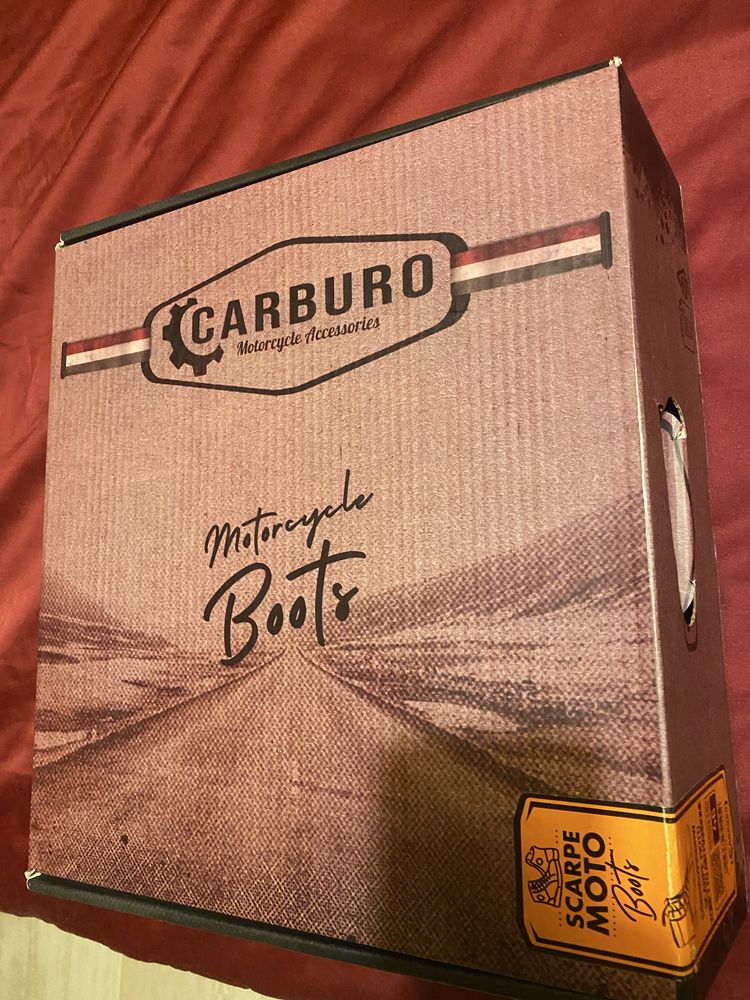 CARBURO
Motorcycle Accessories
Motorcycle
Boots
SCARPE
MOTO
Boots